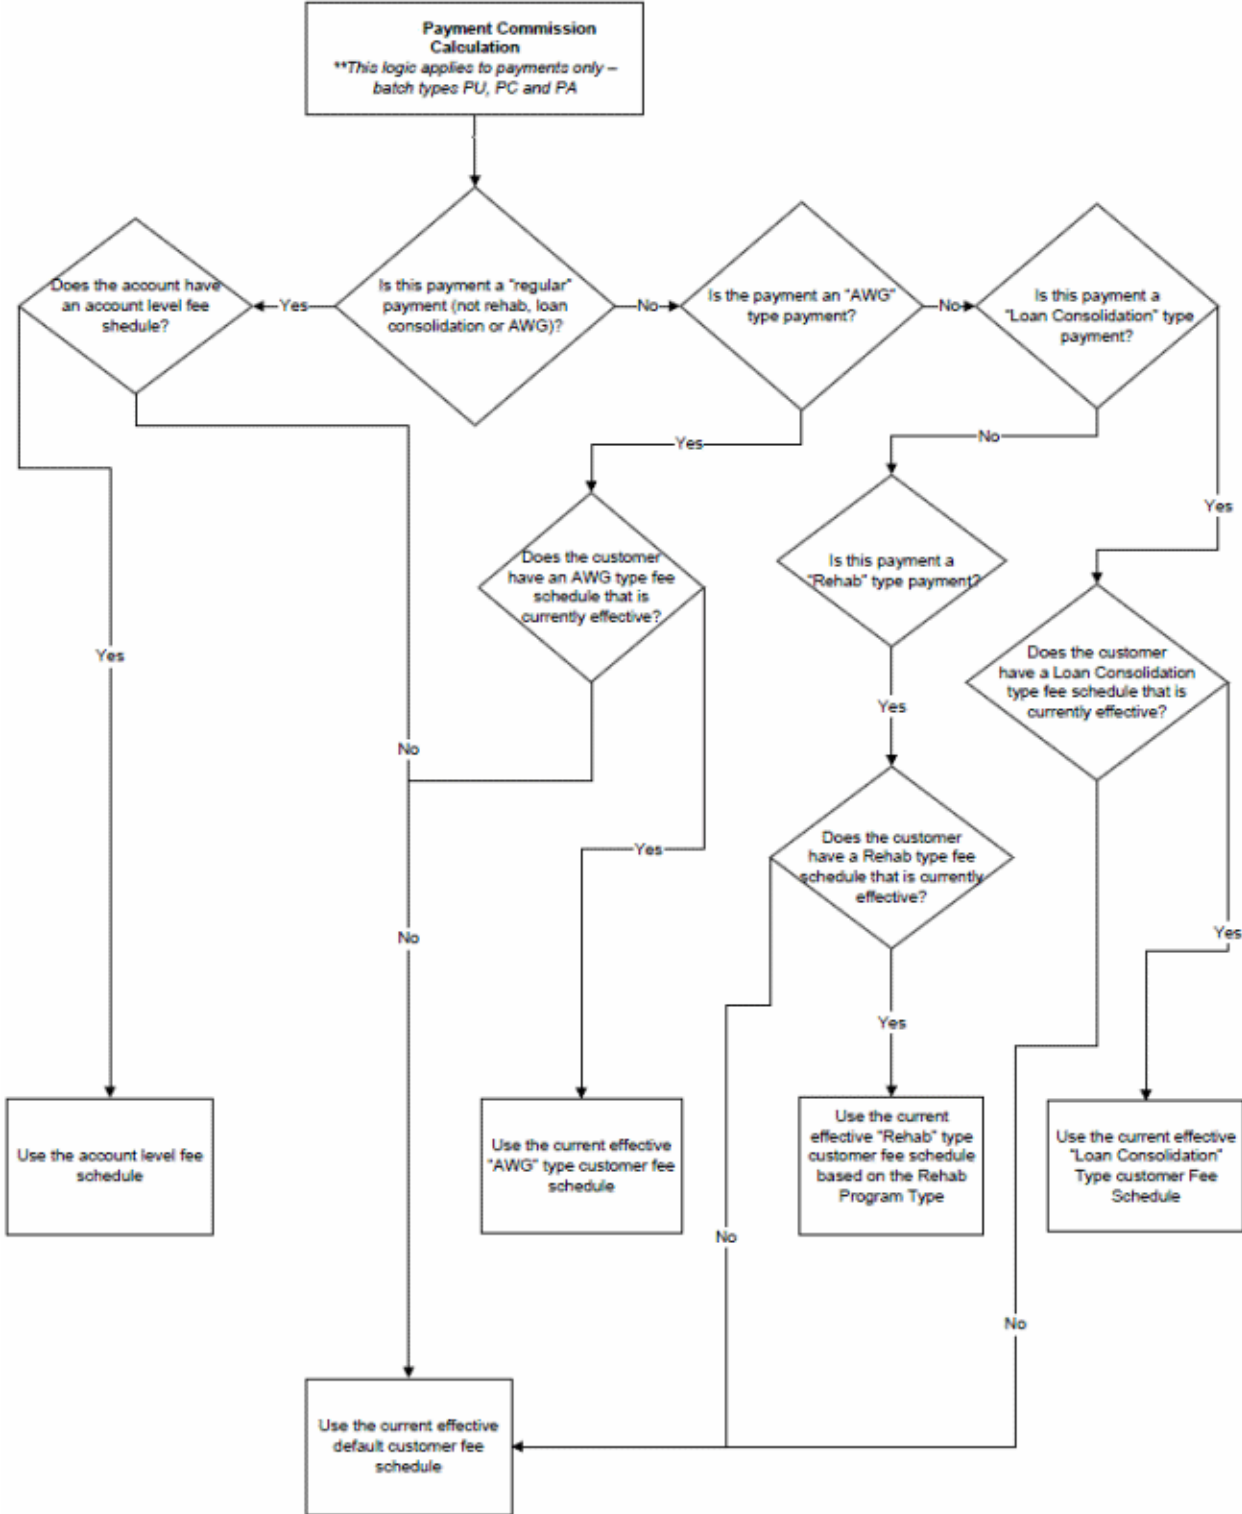 Payment Commission
Calculation
**This logic applies to payments only –
batch types PU, PC and PA
Does the account have
an account level fee
shedule?
Yes
Is this payment a "regular"
payment (not rehab, loan
consolidation or AWG)?
No
Is the payment an "AWG"
type payment?
No
Is this payment a
"Loan Consolidation" type
payment?
Yes
No
Yes
Does the customer
have an AWG type fee
schedule that is
currently effective?
Is this payment a
"Rehab" type payment?
Yes
Does the customer
have a Loan Consolidation
type fee schedule that is
currently effective?
Yes
No
Yes
Does the customer
have a Rehab type fee
schedule that is currently
effective?
No
Yes
Yes
Use the account level fee
schedule
Use the current effective
"AWG" type customer fee
schedule
Use the current
effective "Rehab" type
customer fee schedule
based on the Rehab
Program Type
Use the current effective
"Loan Consolidation"
Type customer Fee
Schedule
No
No
Use the current effective
default customer fee
schedule